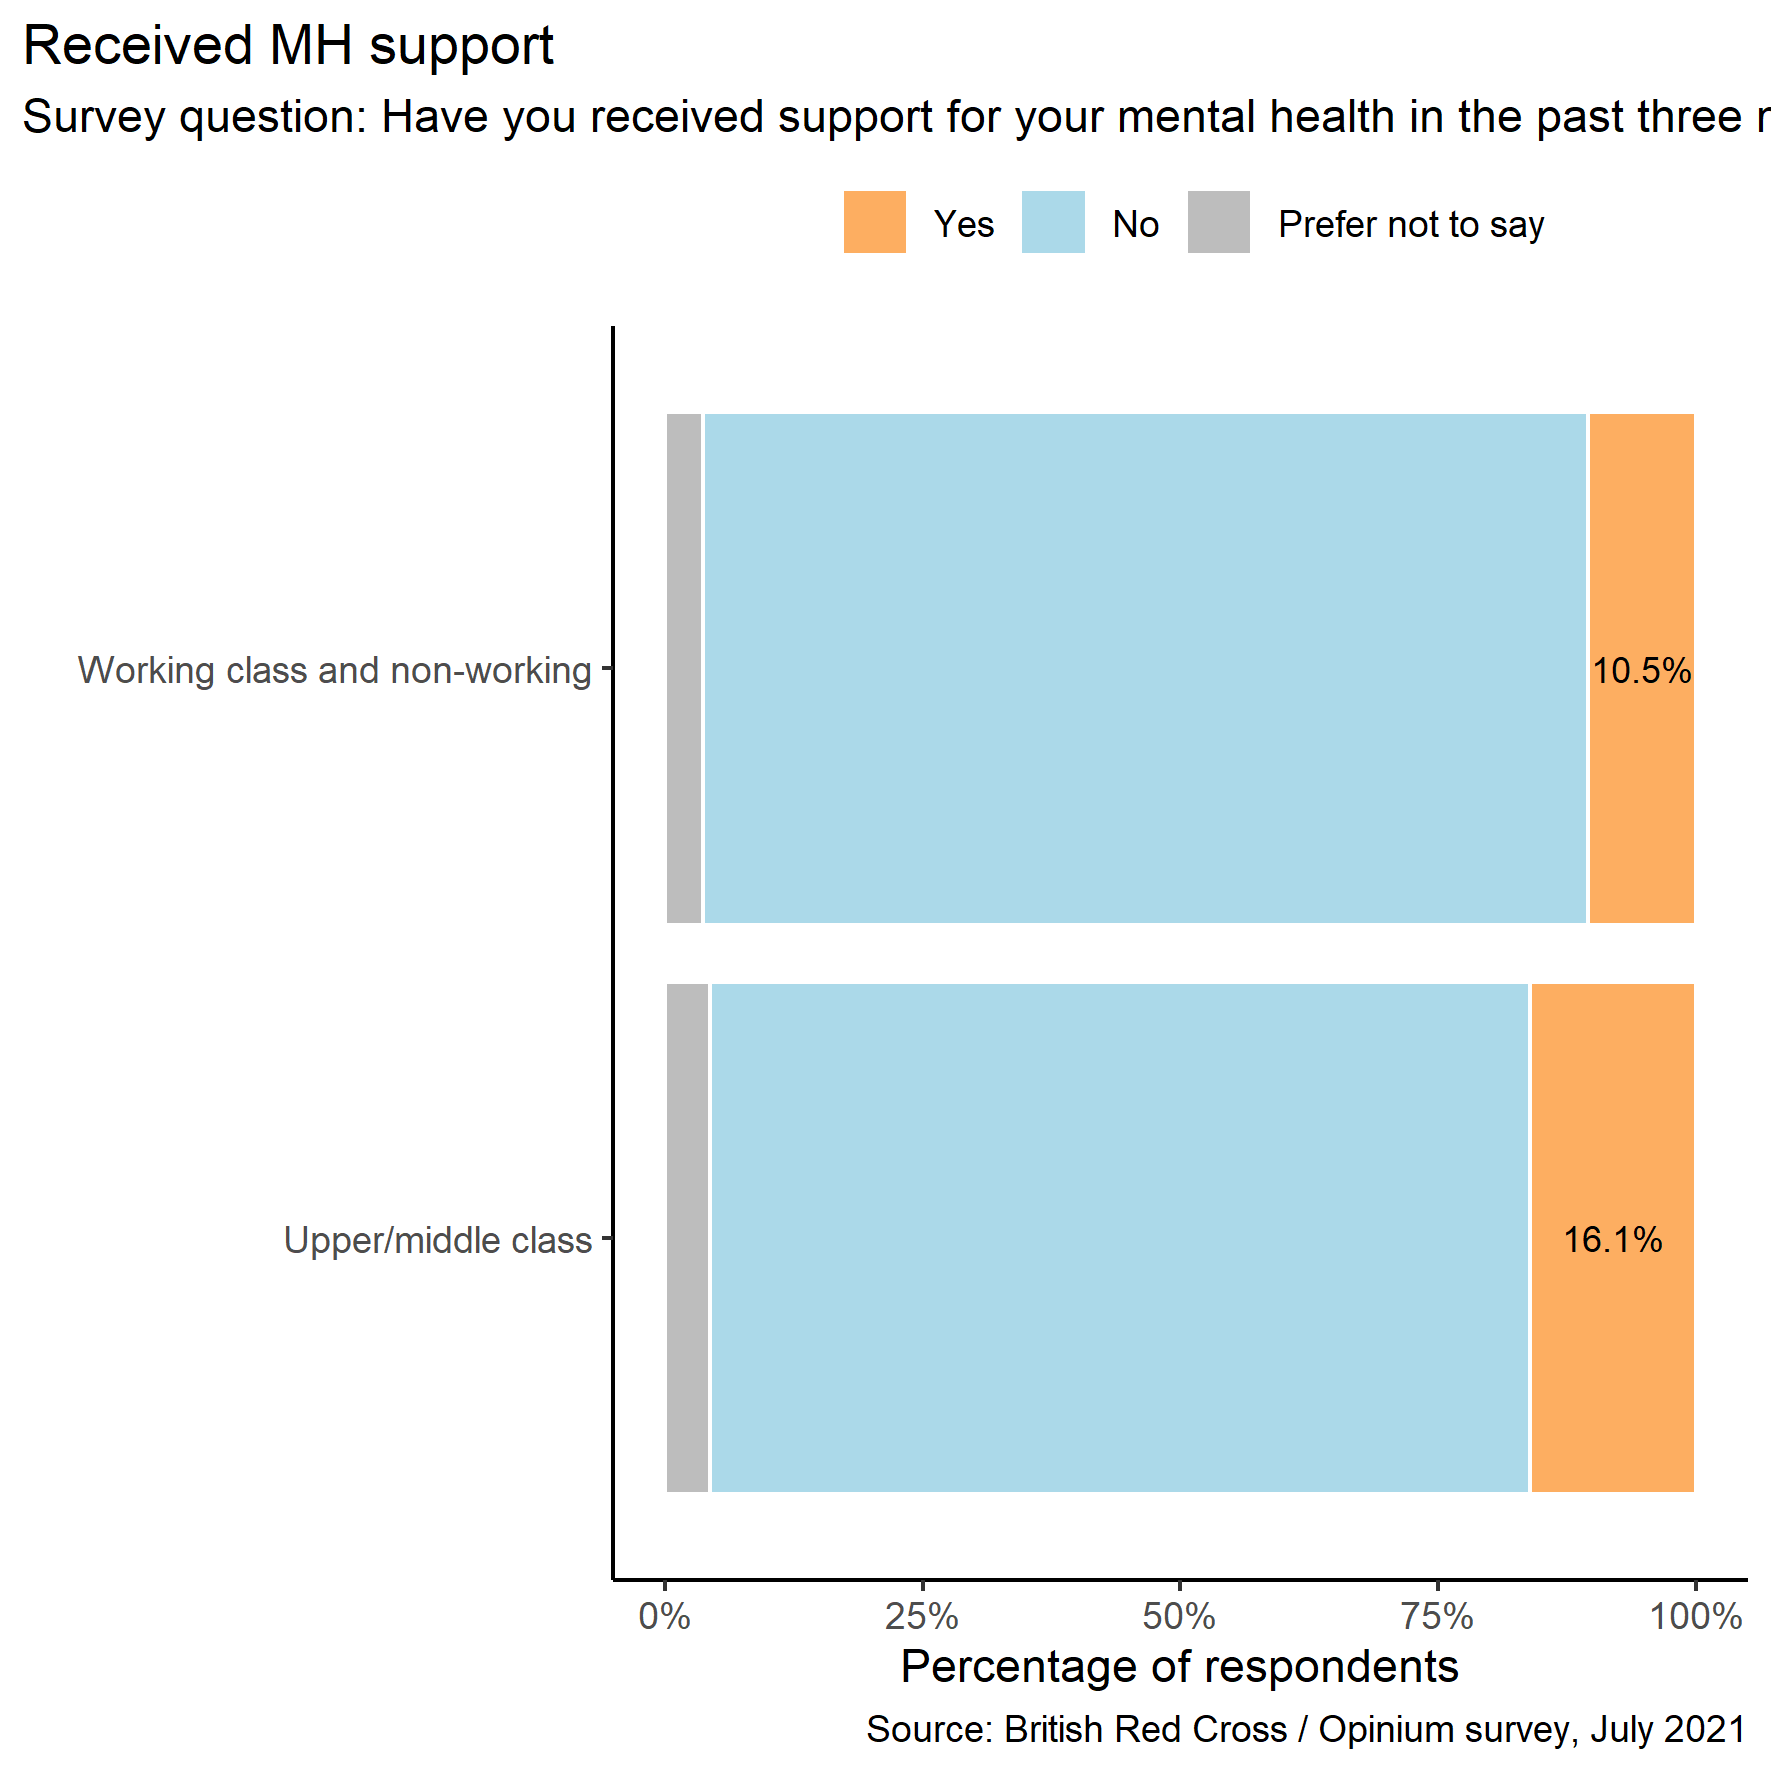 Received MH support
Survey question: Have you received support for your mental health in the past three
Yes No Prefer not to say
Working class and non-working
10.5%
Upper/middle class
16.1%
0% 25% 50% 75% 100%
Percentage of respondents
Source: British Red Cross / Opinium survey, July 2021